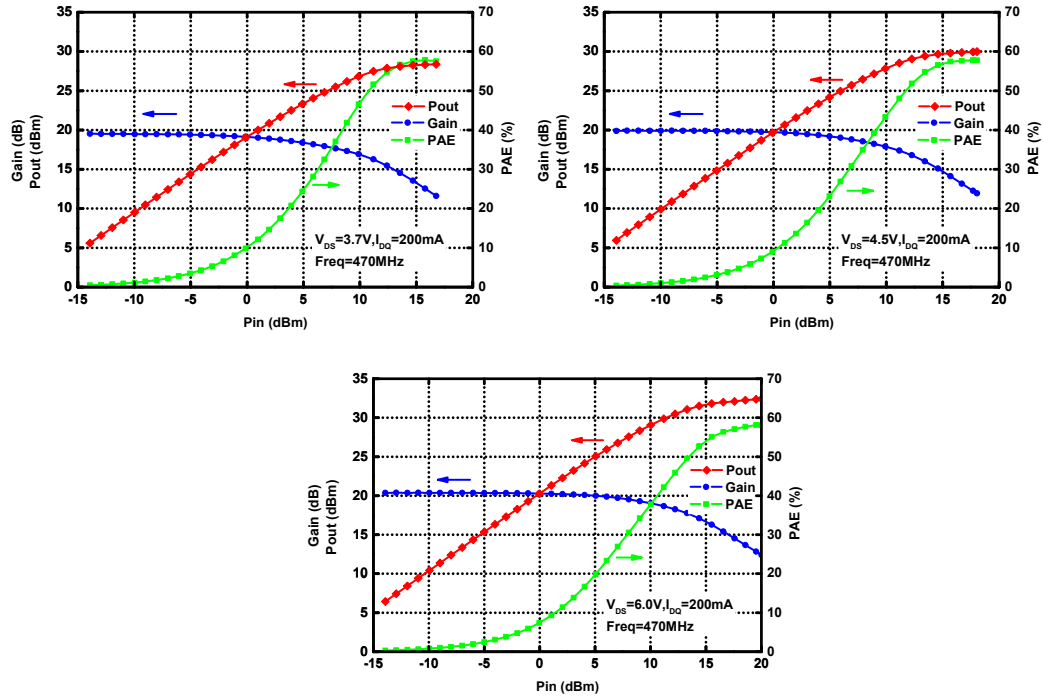 35
30
25
20
15
10
5
0
Gain (dB)
Pout (dBm)
70
60
50
40
30
20
10
0
PAE (%)
Pout
Gain
PAE
V_DS=3.7V,I_DQ=200mA
Freq=470MHz
-15 -10 -5 0 5 10 15 20
Pin (dBm)
35
30
25
20
15
10
5
0
Gain (dB)
Pout (dBm)
70
60
50
40
30
20
10
0
PAE (%)
Pout
Gain
PAE
V_DS=4.5V,I_DQ=200mA
Freq=470MHz
-15 -10 -5 0 5 10 15 20
Pin (dBm)
35
30
25
20
15
10
5
0
Gain (dB)
Pout (dBm)
70
60
50
40
30
20
10
0
PAE (%)
Pout
Gain
PAE
V_DS=6.0V,I_DQ=200mA
Freq=470MHz
-15 -10 -5 0 5 10 15 20
Pin (dBm)